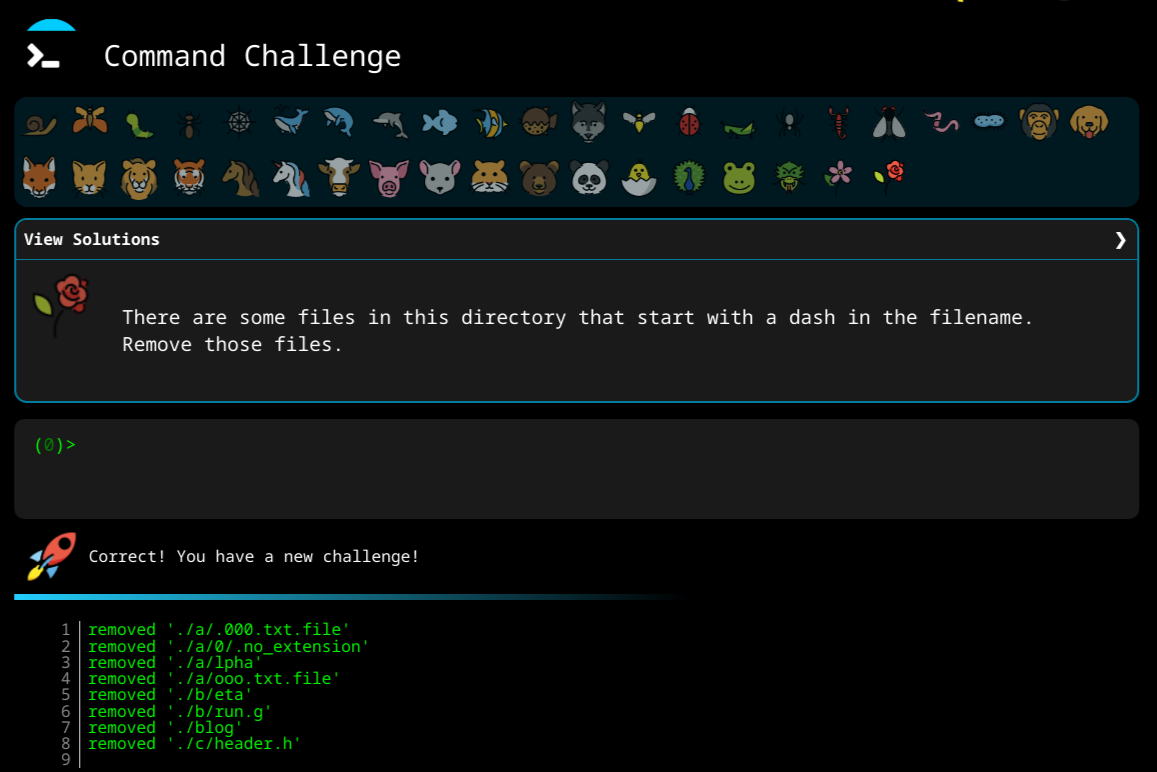 Command Challenge
View Solutions
There are some files in this directory that start with a dash in the filename.
Remove those files.
(0)>
Correct! You have a new challenge!
1 removed './a/.000.txt.file'
2 removed './a/0/.no_extension'
3 removed './a/lpha'
4 removed './a/ooo.txt.file'
5 removed './b/eta'
6 removed './b/run.g'
7 removed './blog'
8 removed './c/header.h'
9